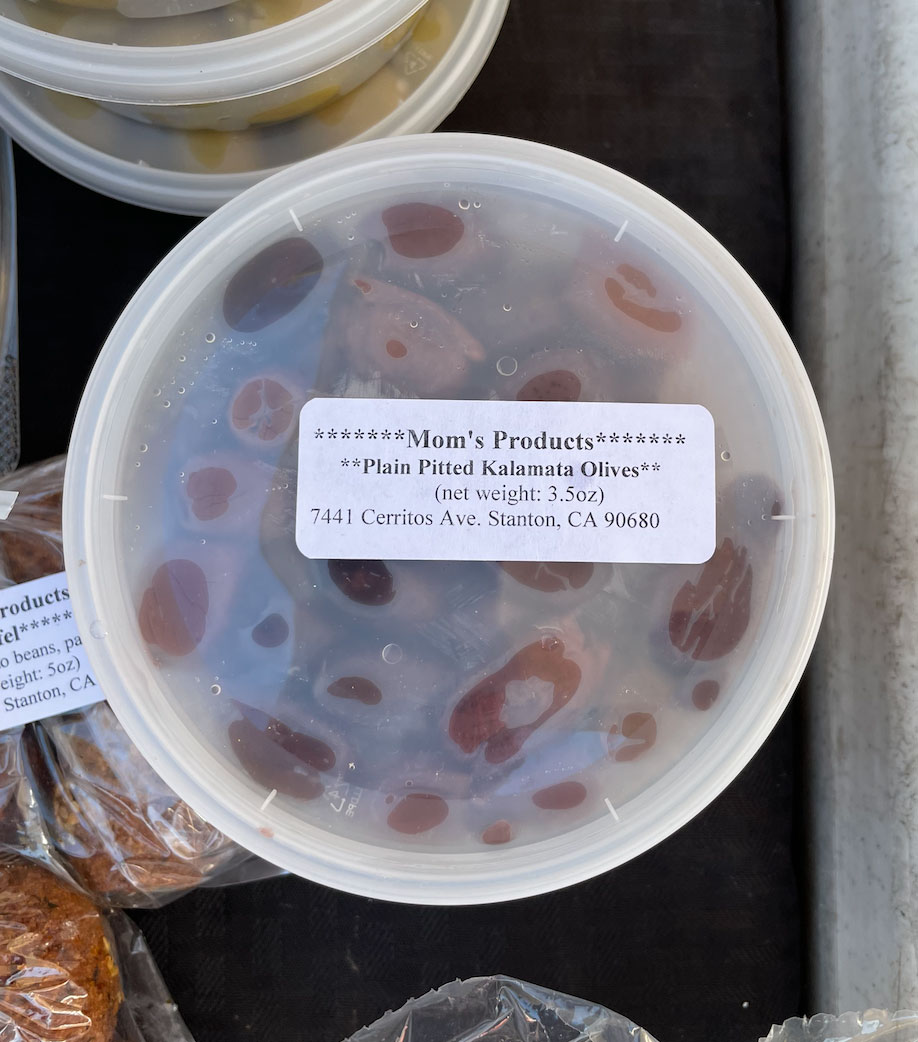 *******Mom's Products*******
**Plain Pitted Kalamata Olives**
(net weight: 3.5oz)
7441 Cerritos Ave. Stanton, CA 90680
roducts
fel*****
o beans, pa
eight: 5oz)
Stanton, CA